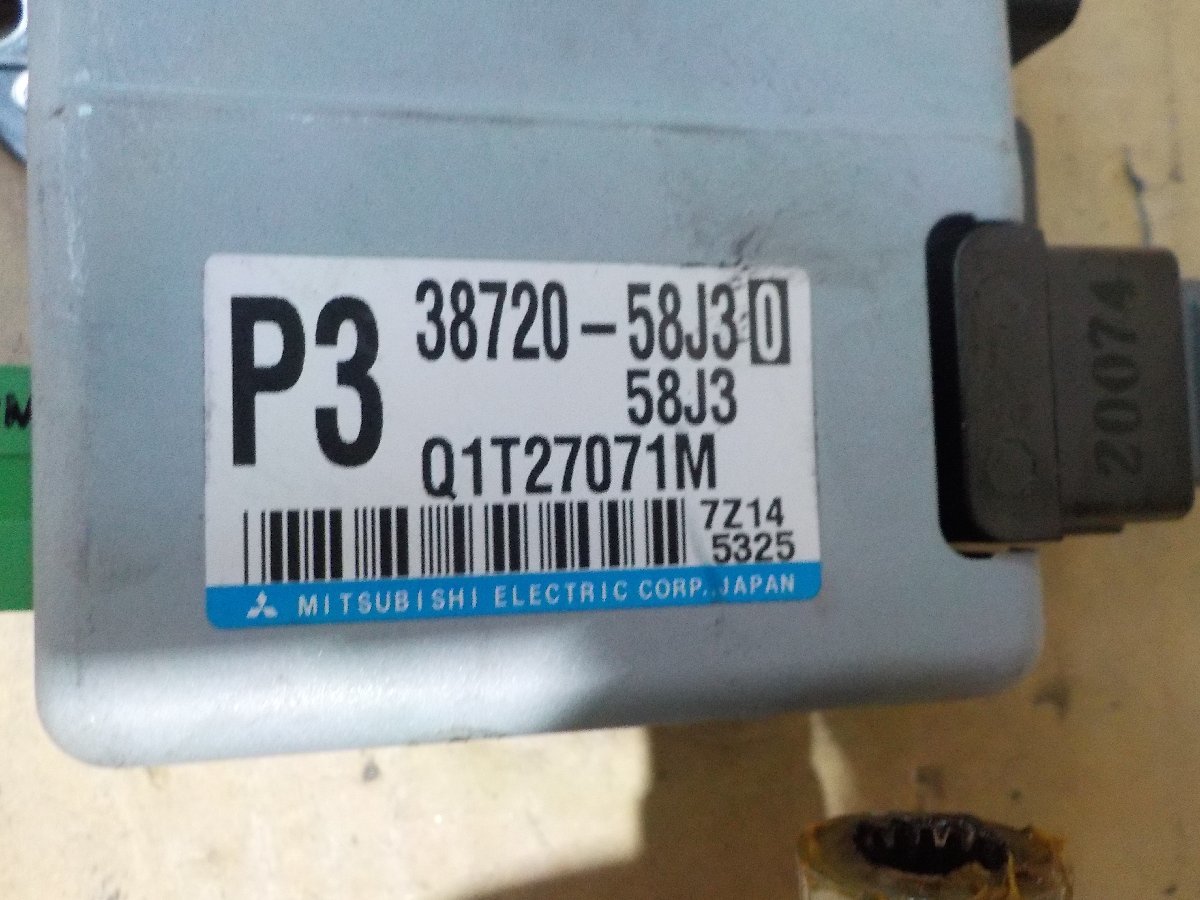 P3
38720-58J30
58J3
Q1T27071M
7Z14
5325
MITSUBISHI ELECTRIC CORP. JAPAN
20074